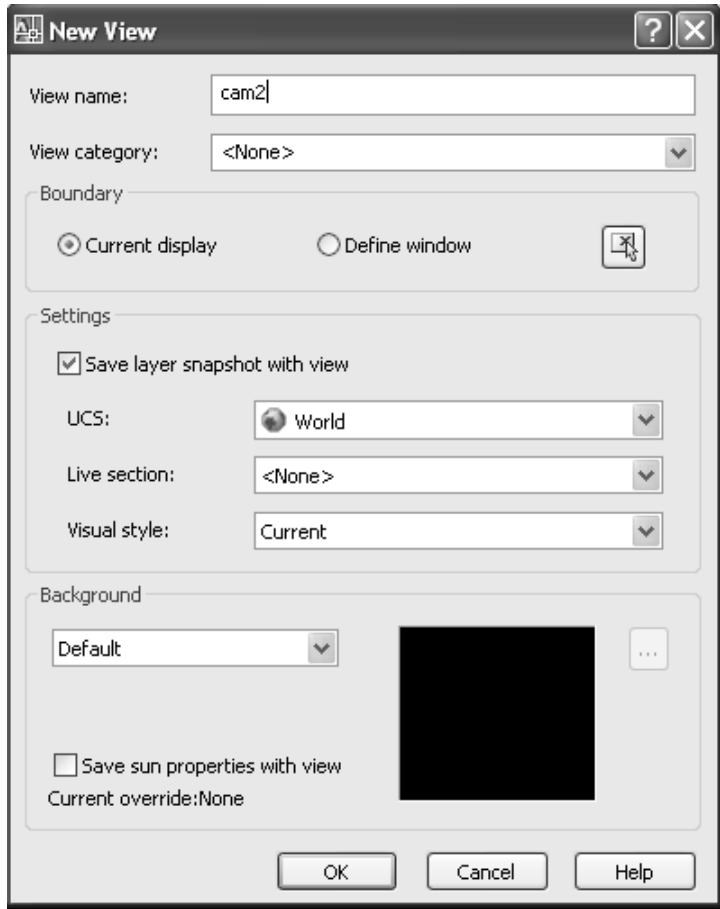 New View
View name: cam2
View category: <None>
Boundary
Current display Define window
Settings
Save layer snapshot with view
UCS: World
Live section: <None>
Visual style: Current
Background
Default
...
Save sun properties with view
Current override:None
OK Cancel Help